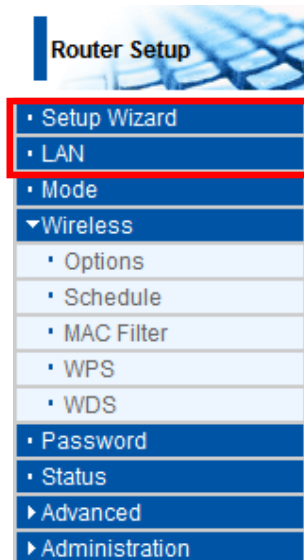 Router Setup
Setup Wizard
LAN
Mode
Wireless
Options
Schedule
MAC Filter
WPS
WDS
Password
Status
Advanced
Administration